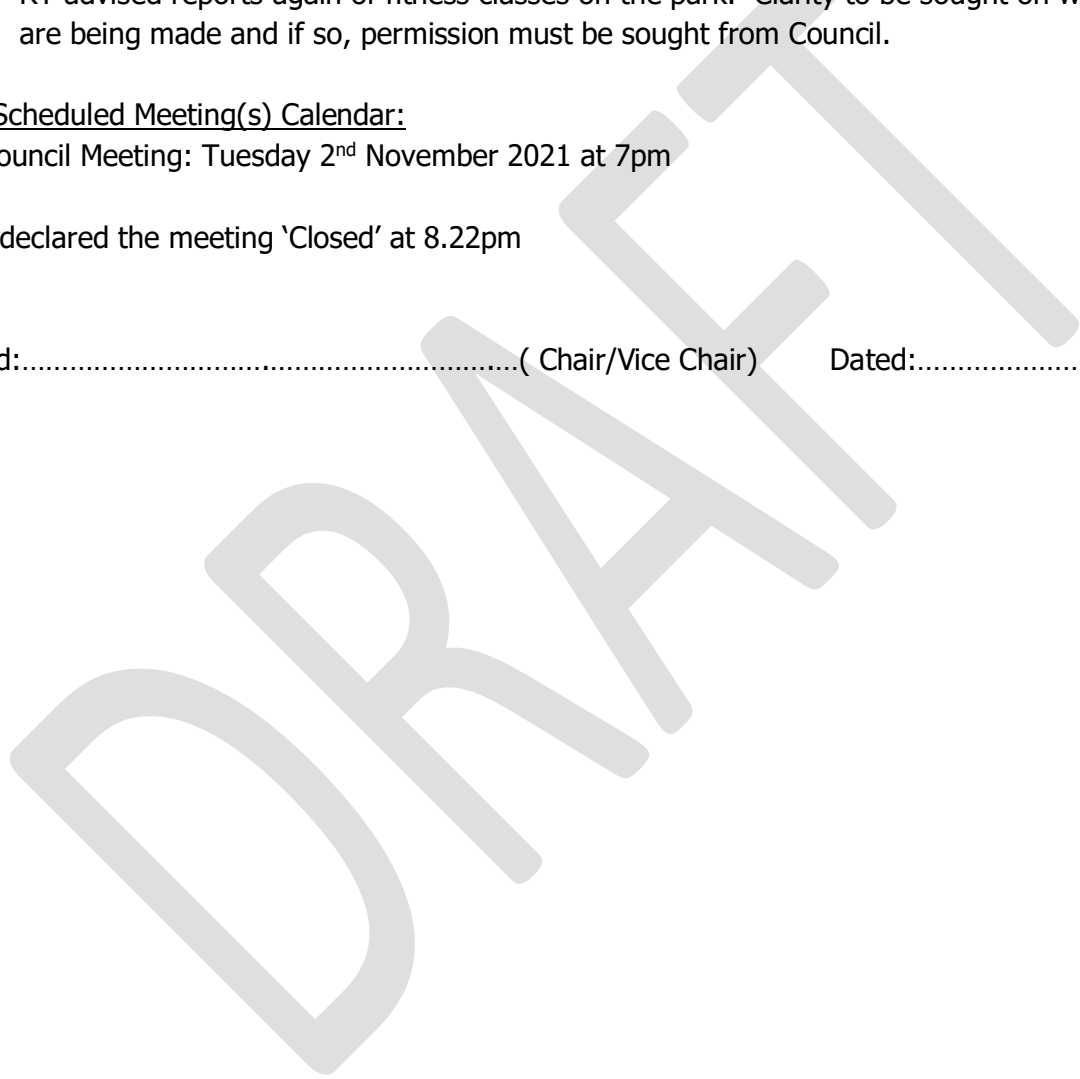 advised reports again of fitness classes on the park. Clarity to be sought on
are being made and if so, permission must be sought from Council.
Scheduled Meeting(s) Calendar:
ouncil Meeting: Tuesday 2nd November 2021 at 7pm
declared the meeting ‘Closed’ at 8.22pm
d:……………………………………………………( Chair/Vice Chair) Dated:…………………
DRAFT